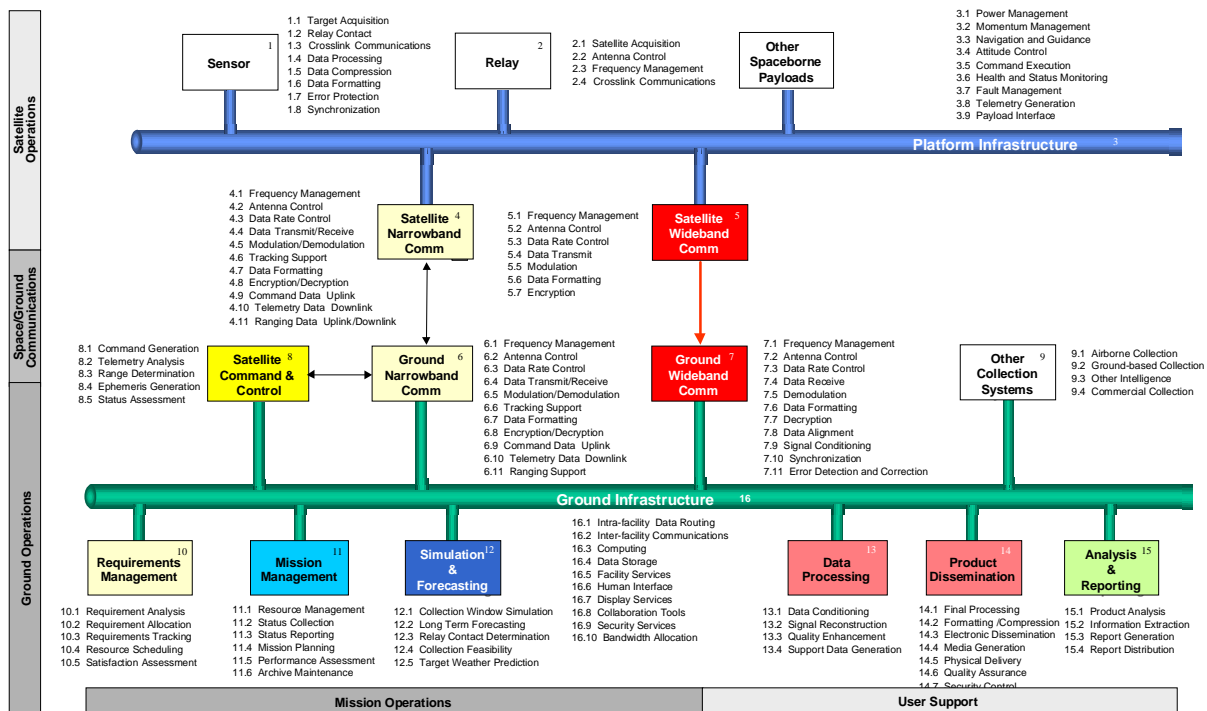 Satellite
Operations
Space/Ground
Communications
Ground Operations
1
Sensor
1.1 Target Acquisition
1.2 Relay Contact
1.3 Crosslink Communications
1.4 Data Processing
1.5 Data Compression
1.6 Data Formatting
1.7 Error Protection
1.8 Synchronization
2
Relay
2.1 Satellite Acquisition
2.2 Antenna Control
2.3 Frequency Management
2.4 Crosslink Communications
Other
Spaceborne
Payloads
3.1 Power Management
3.2 Momentum Management
3.3 Navigation and Guidance
3.4 Attitude Control
3.5 Command Execution
3.6 Health and Status Monitoring
3.7 Fault Management
3.8 Telemetry Generation
3.9 Payload Interface
Platform Infrastructure 3
4.1 Frequency Management
4.2 Antenna Control
4.3 Data Rate Control
4.4 Data Transmit/Receive
4.5 Modulation/Demodulation
4.6 Tracking Support
4.7 Data Formatting
4.8 Encryption/Decryption
4.9 Command Data Uplink
4.10 Telemetry Data Downlink
4.11 Ranging Data Uplink/Downlink
Satellite 4
Narrowband
Comm
5.1 Frequency Management
5.2 Antenna Control
5.3 Data Rate Control
5.4 Data Transmit
5.5 Modulation
5.6 Data Formatting
5.7 Encryption
Satellite 5
Wideband
Comm
8.1 Command Generation
8.2 Telemetry Analysis
8.3 Range Determination
8.4 Ephemeris Generation
8.5 Status Assessment
Satellite 8
Command &
Control
Ground 6
Narrowband
Comm
6.1 Frequency Management
6.2 Antenna Control
6.3 Data Rate Control
6.4 Data Transmit/Receive
6.5 Modulation/Demodulation
6.6 Tracking Support
6.7 Data Formatting
6.8 Encryption/Decryption
6.9 Command Data Uplink
6.10 Telemetry Data Downlink
6.11 Ranging Support
Ground 7
Wideband
Comm
7.1 Frequency Management
7.2 Antenna Control
7.3 Data Rate Control
7.4 Data Receive
7.5 Demodulation
7.6 Data Formatting
7.7 Decryption
7.8 Data Alignment
7.9 Signal Conditioning
7.10 Synchronization
7.11 Error Detection and Correction
Other 9
Collection
Systems
9.1 Airborne Collection
9.2 Ground-based Collection
9.3 Other Intelligence
9.4 Commercial Collection
Ground Infrastructure 16
10
Requirements
Management
10.1 Requirement Analysis
10.2 Requirement Allocation
10.3 Requirements Tracking
10.4 Resource Scheduling
10.5 Satisfaction Assessment
11
Mission
Management
11.1 Resource Management
11.2 Status Collection
11.3 Status Reporting
11.4 Mission Planning
11.5 Performance Assessment
11.6 Archive Maintenance
Simulation 12
&
Forecasting
12.1 Collection Window Simulation
12.2 Long Term Forecasting
12.3 Relay Contact Determination
12.4 Collection Feasibility
12.5 Target Weather Prediction
16.1 Intra-facility Data Routing
16.2 Inter-facility Communications
16.3 Computing
16.4 Data Storage
16.5 Facility Services
16.6 Human Interface
16.7 Display Services
16.8 Collaboration Tools
16.9 Security Services
16.10 Bandwidth Allocation
13
Data
Processing
13.1 Data Conditioning
13.2 Signal Reconstruction
13.3 Quality Enhancement
13.4 Support Data Generation
14
Product
Dissemination
14.1 Final Processing
14.2 Formatting /Compression
14.3 Electronic Dissemination
14.4 Media Generation
14.5 Physical Delivery
14.6 Quality Assurance
14.7 Security Control
Analysis 15
&
Reporting
15.1 Product Analysis
15.2 Information Extraction
15.3 Report Generation
15.4 Report Distribution
Mission Operations
User Support